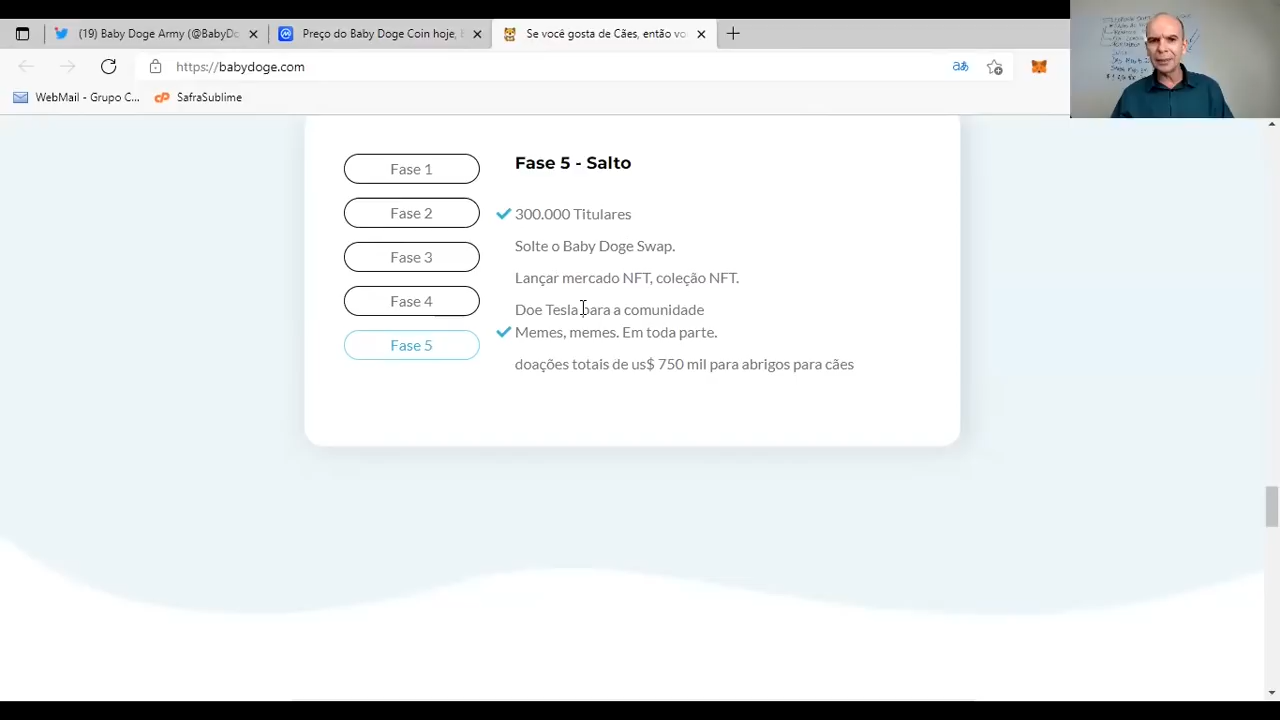 (19) Baby Doge Army (@BabyDo
Preço do Baby Doge Coin hoje, E
Se você gosta de Cães, então vo
https://babydoge.com
WebMail - Grupo C...
SafraSublime
Fase 1
Fase 2
Fase 3
Fase 4
Fase 5
Fase 5 - Salto
300.000 Titulares
Solte o Baby Doge Swap.
Lançar mercado NFT, coleção NFT.
Doe Tesla para a comunidade
Memes, memes. Em toda parte.
doações totais de us$ 750 mil para abrigos para cães